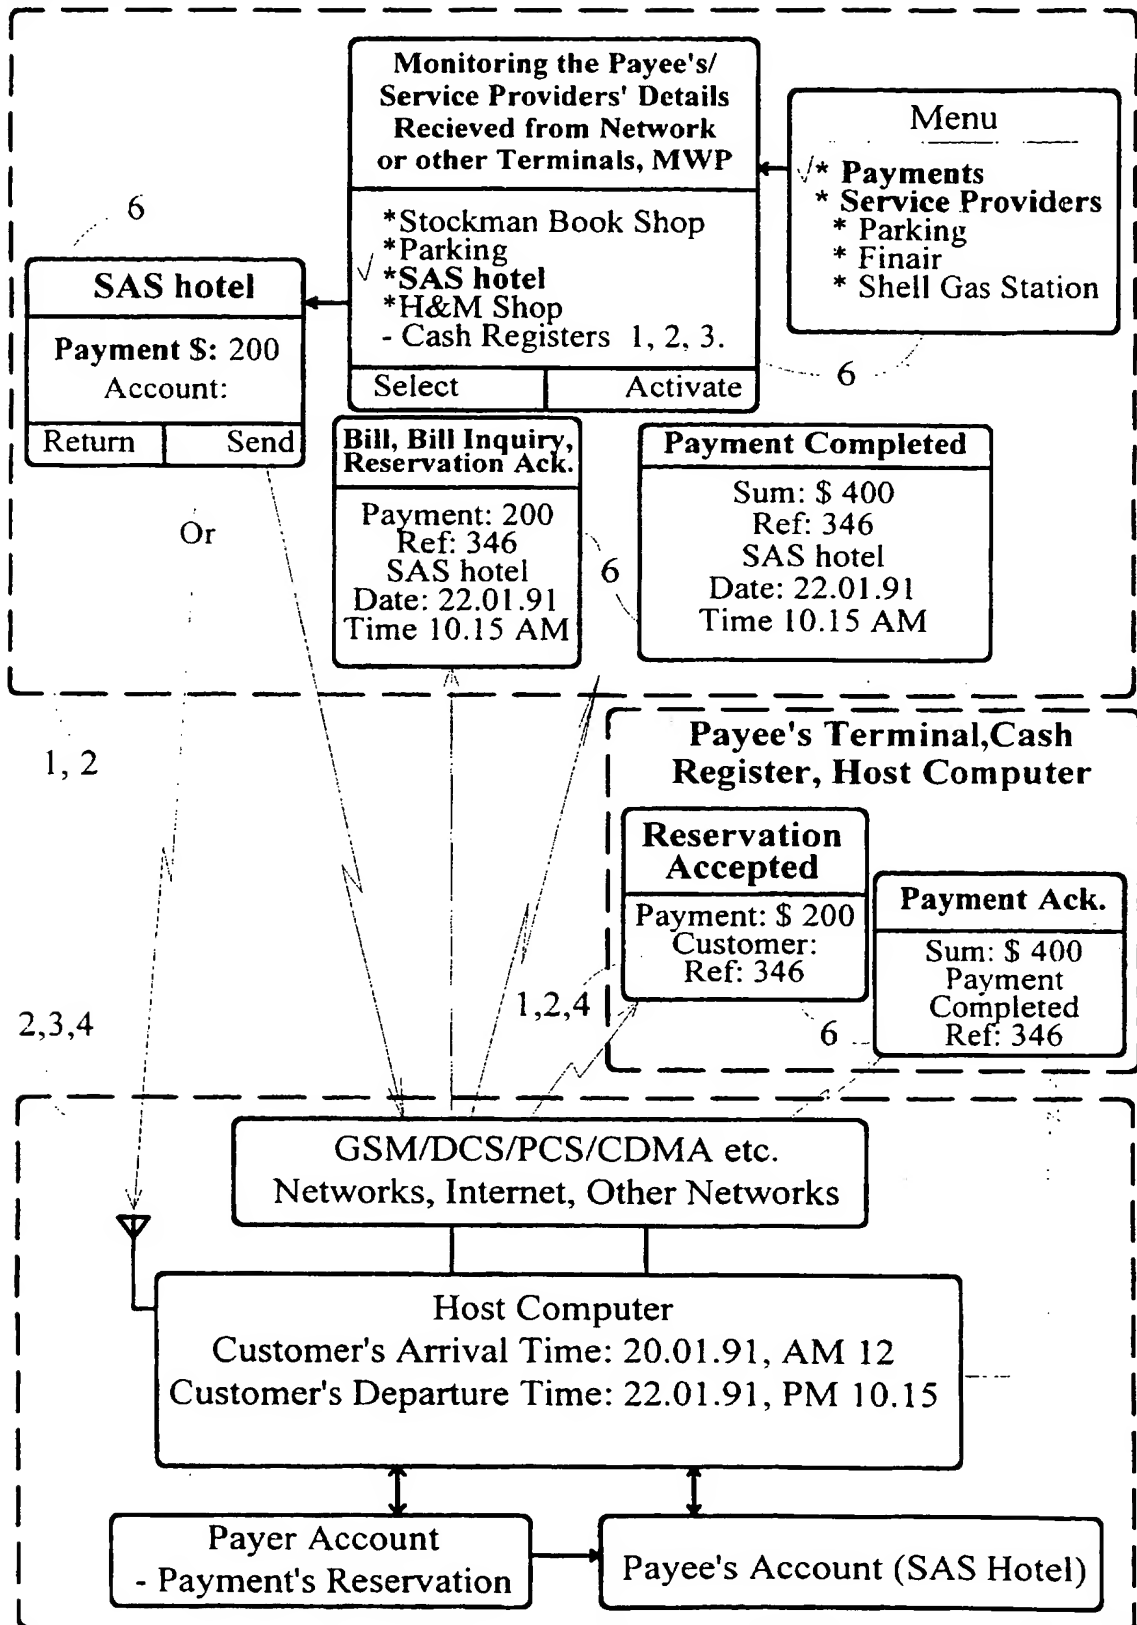 Monitoring the Payee's/
Service Providers' Details
Recieved from Network
or other Terminals, MWP
*Stockman Book Shop
*Parking
√ *SAS hotel
*H&M Shop
- Cash Registers 1, 2, 3.
Select Activate
Menu
√* Payments
* Service Providers
* Parking
* Finair
* Shell Gas Station
6
6
SAS hotel
Payment $: 200
Account:
Return Send
Or
Bill, Bill Inquiry,
Reservation Ack.
Payment: 200
Ref: 346
SAS hotel
Date: 22.01.91
Time 10.15 AM
6
Payment Completed
Sum: $ 400
Ref: 346
SAS hotel
Date: 22.01.91
Time 10.15 AM
1, 2
Payee's Terminal,Cash
Register, Host Computer
Reservation
Accepted
Payment: $ 200
Customer:
Ref: 346
Payment Ack.
Sum: $ 400
Payment
Completed
Ref: 346
1,2,4
6
2,3,4
GSM/DCS/PCS/CDMA etc.
Networks, Internet, Other Networks
Host Computer
Customer's Arrival Time: 20.01.91, AM 12
Customer's Departure Time: 22.01.91, PM 10.15
Payer Account
- Payment's Reservation
Payee's Account (SAS Hotel)